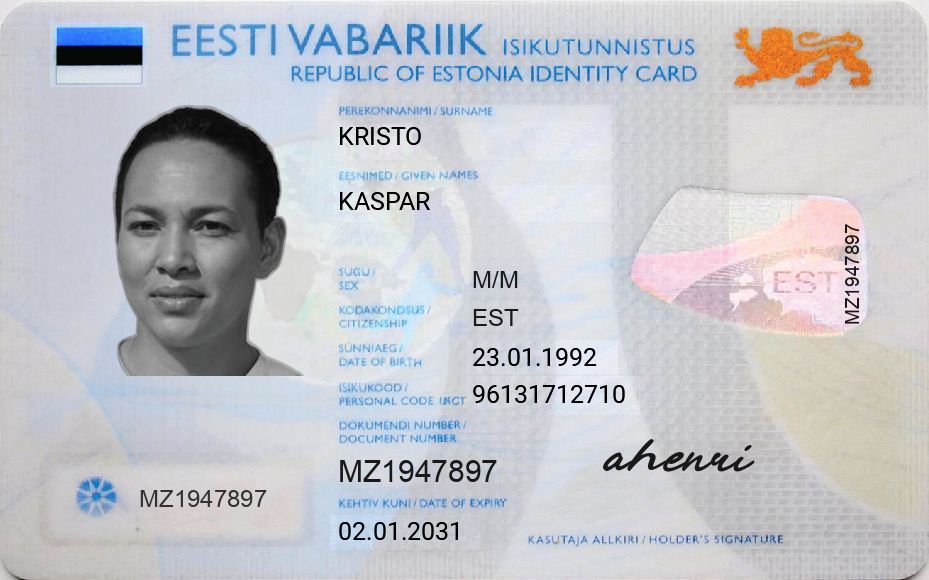 EESTI VABARIIK ISIKUTUNNISTUS
REPUBLIC OF ESTONIA IDENTITY CARD
PEREKONNANIMI / SURNAME
KRISTO
EESNIMED / GIVEN NAMES
KASPAR
SUGU /
SEX
M/M
KODAKONDSUS /
CITIZENSHIP
EST
SÜNNIAEG /
DATE OF BIRTH
23.01.1992
ISIKUKOOD /
PERSONAL CODE
96131712710
DOKUMENDI NUMBER /
DOCUMENT NUMBER
MZ1947897
KEHTIV KUNI / DATE OF EXPIRY
02.01.2031
MZ1947897
EST
MZ1947897
ahenri
KASUTAJA ALLKIRI / HOLDER'S SIGNATURE